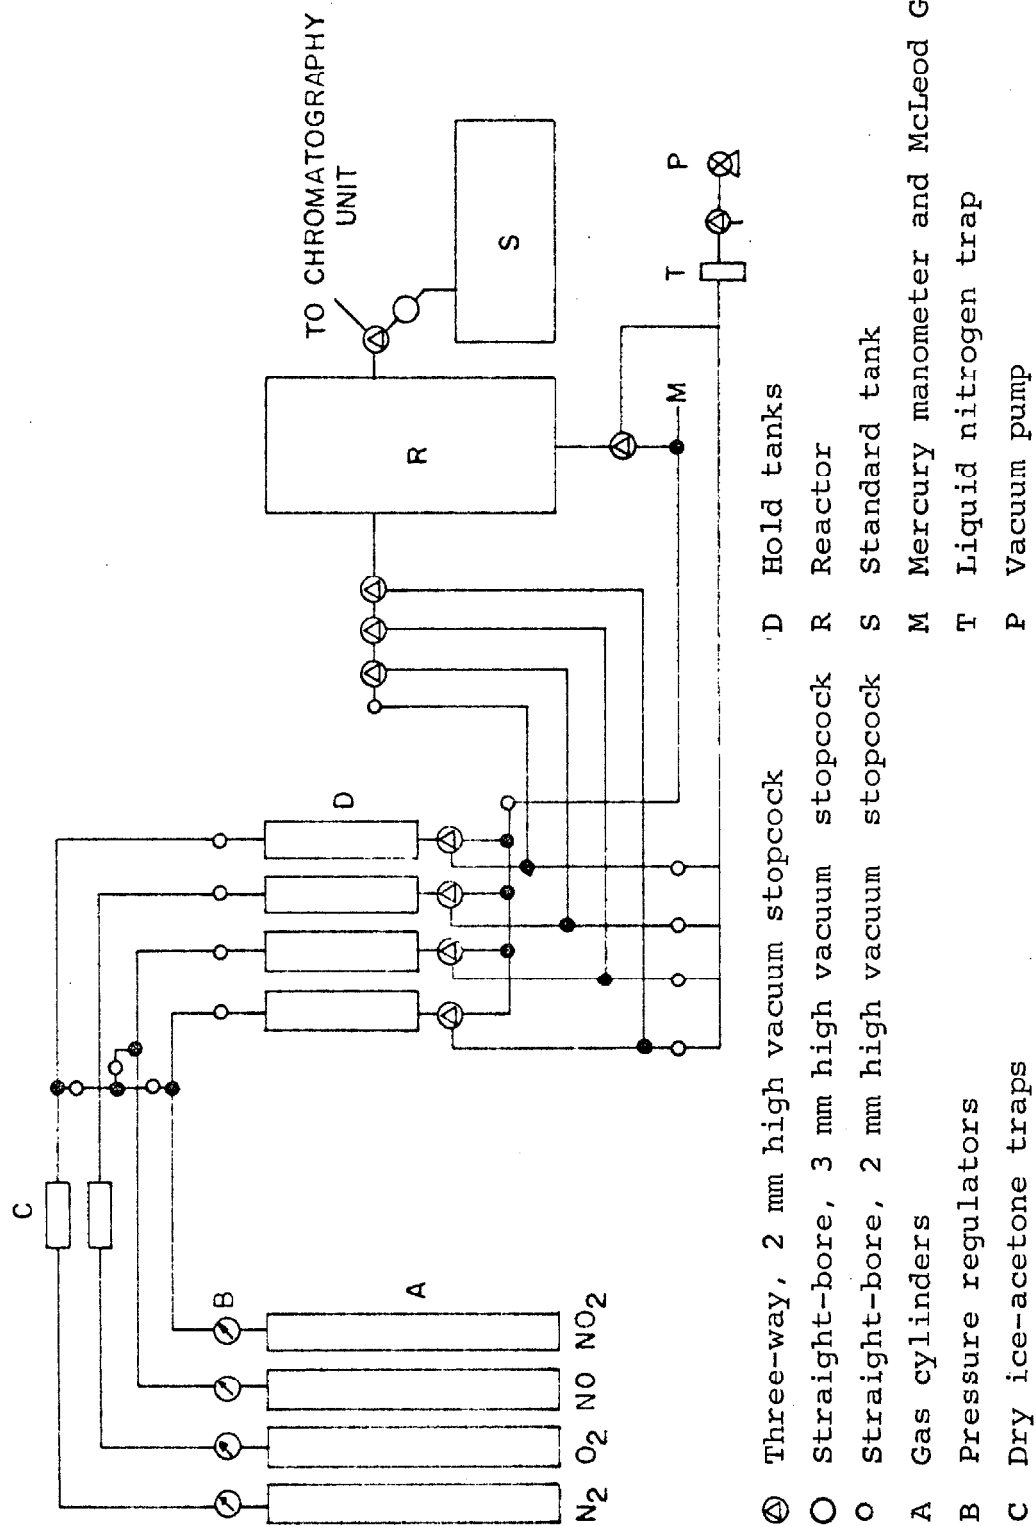 TO CHROMATOGRAPHY
UNIT
C
B
A
D
R
S
M
T
P
N2 O2 NO NO2
Three-way, 2 mm high vacuum stopcock
Straight-bore, 3 mm high vacuum stopcock
Straight-bore, 2 mm high vacuum stopcock
A Gas cylinders
B Pressure regulators
C Dry ice-acetone traps
D Hold tanks
R Reactor
S Standard tank
M Mercury manometer and McLeod G
T Liquid nitrogen trap
P Vacuum pump